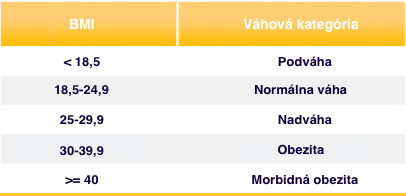 BMI Váhová kategória
< 18,5 Podváha
18,5-24,9 Normálna váha
25-29,9 Nadváha
30-39,9 Obezita
>= 40 Morbidná obezita